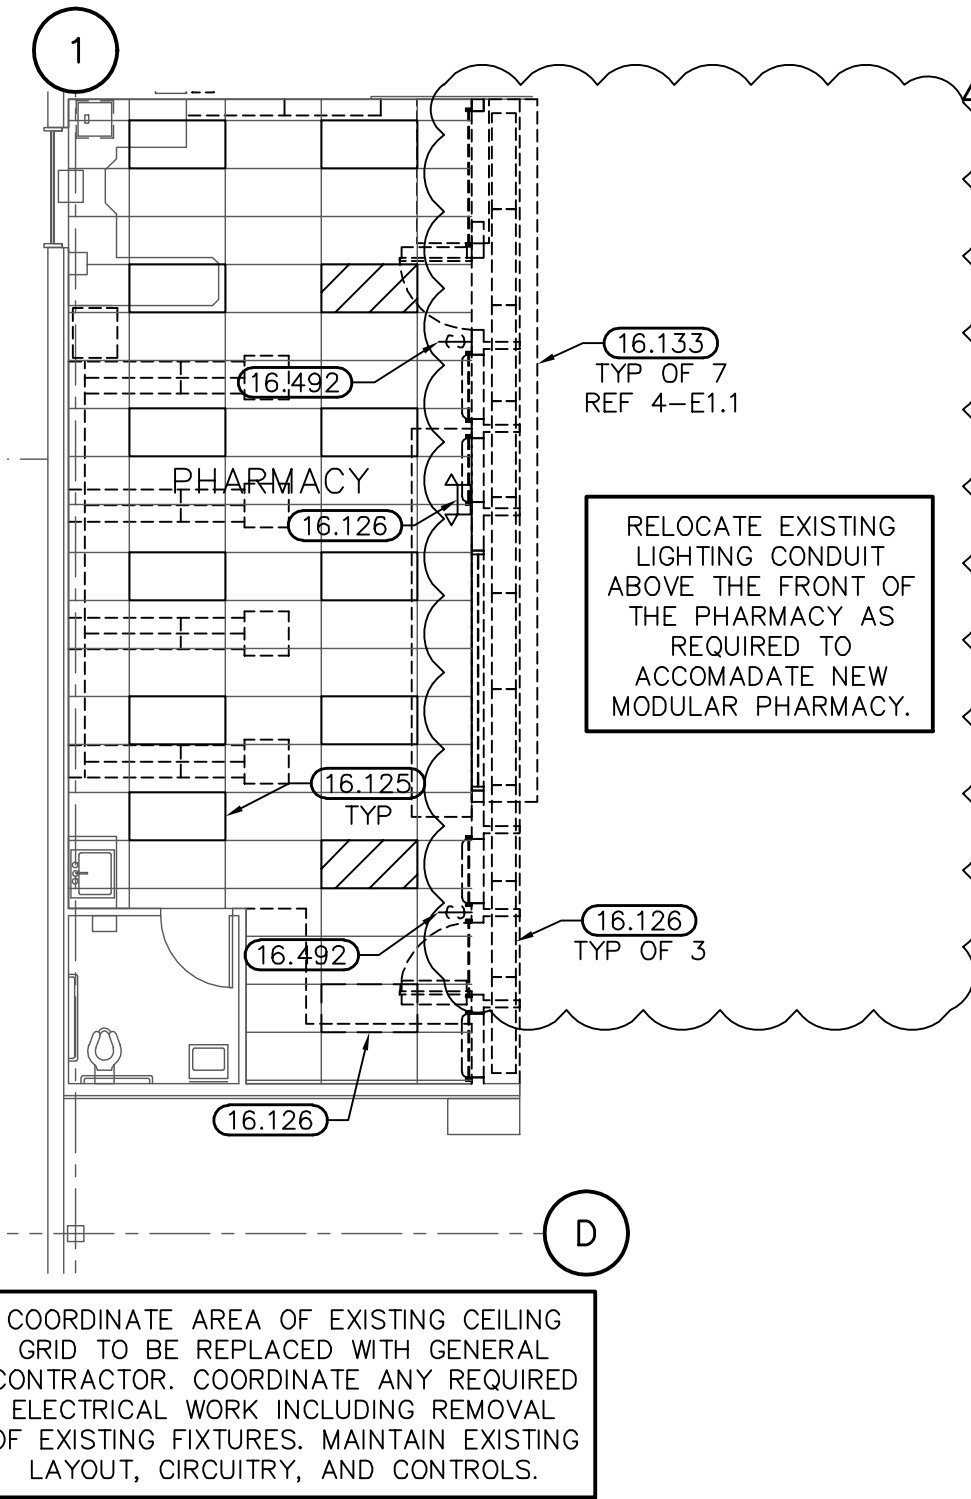 1
16.133
TYP OF 7
REF 4-E1.1
16.492
PHARMACY
16.126
RELOCATE EXISTING
LIGHTING CONDUIT
ABOVE THE FRONT OF
THE PHARMACY AS
REQUIRED TO
ACCOMADATE NEW
MODULAR PHARMACY.
16.125
TYP
16.126
TYP OF 3
16.492
16.126
D
COORDINATE AREA OF EXISTING CEILING
GRID TO BE REPLACED WITH GENERAL
CONTRACTOR. COORDINATE ANY REQUIRED
ELECTRICAL WORK INCLUDING REMOVAL
OF EXISTING FIXTURES. MAINTAIN EXISTING
LAYOUT, CIRCUITRY, AND CONTROLS.